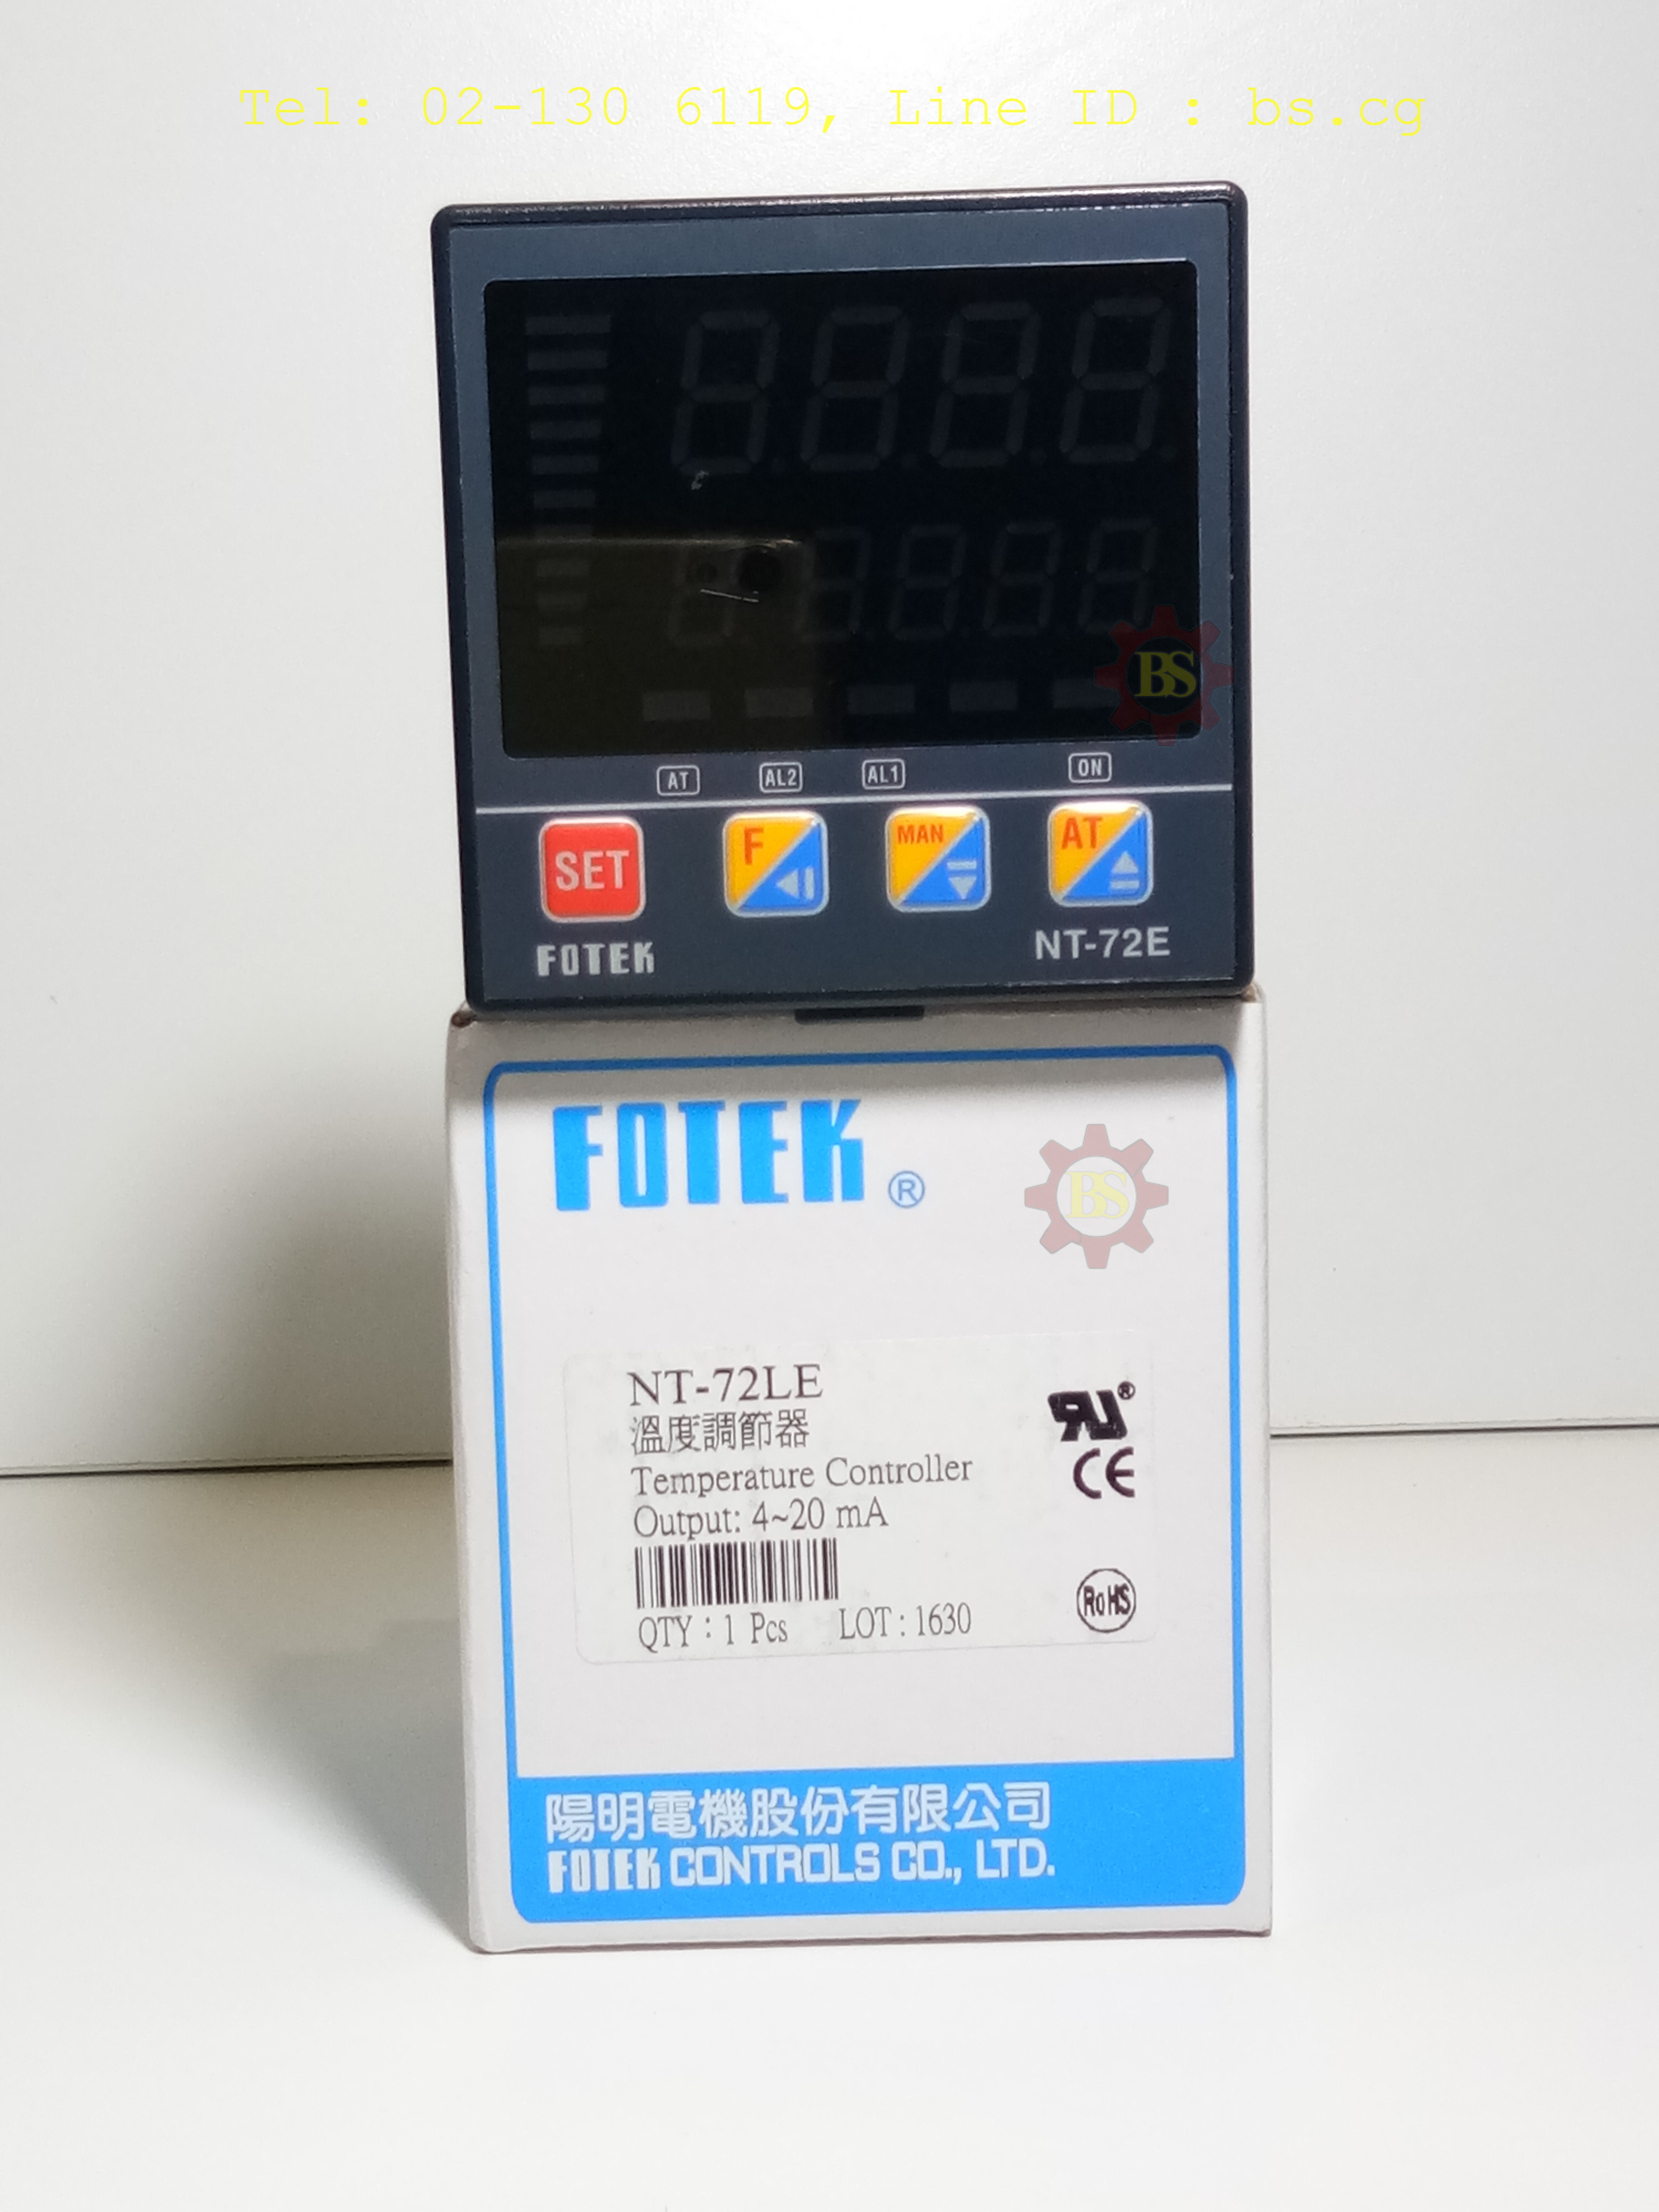 Tel: 02-130 6119, Line ID : bs.cg
BS
AT AL2 AL1 ON
SET F MAN AT
FOTEK NT-72E
FOTEK ®
BS
NT-72LE
溫度調節器
Temperature Controller
Output: 4~20 mA
QTY : 1 Pcs LOT : 1630
RU ®
CE
RoHS
陽明電機股份有限公司
FOTEK CONTROLS CO., LTD.